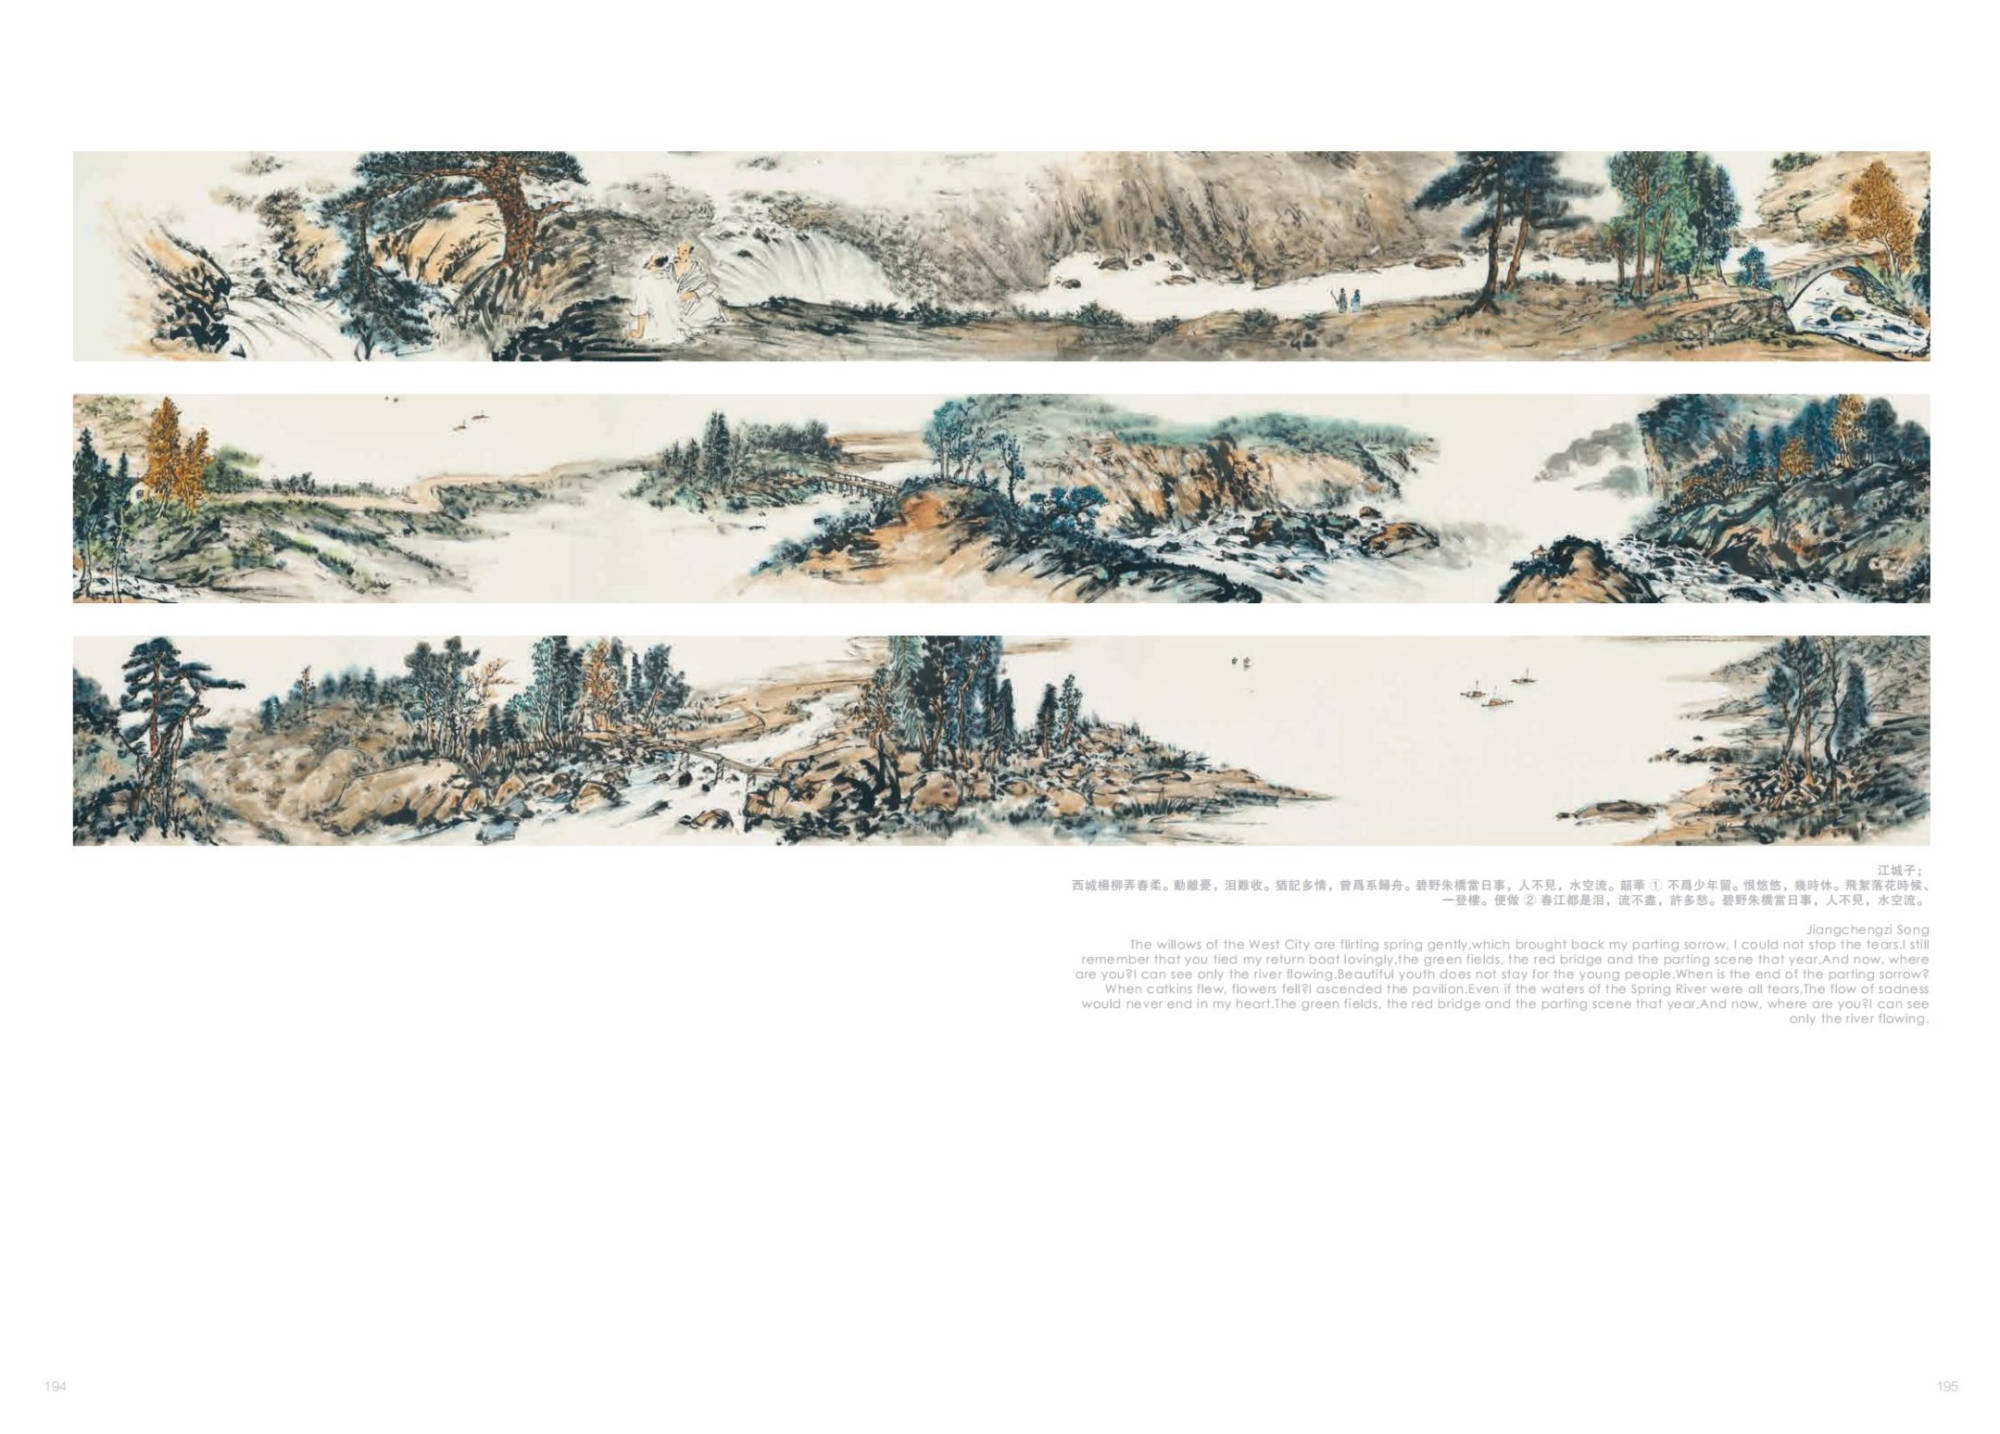 江城子；
西城楊柳弄春柔。動離憂，泪難收。猶記多情，曾爲系歸舟。碧野朱橋當日事，人不見，水空流。韶華 ① 不爲少年留。恨悠悠，幾時休。飛絮落花時候、
一登樓。便做 ② 春江都是泪，流不盡，許多愁。碧野朱橋當日事，人不見，水空流。
Jiangchengzi Song
The willows of the West City are flirting spring gently,which brought back my parting sorrow, I could not stop the tears.I still
remember that you tied my return boat lovingly,the green fields, the red bridge and the parting scene that year,And now, where
are you?I can see only the river flowing.Beautiful youth does not stay for the young people.When is the end of the parting sorrow?
When catkins flew, flowers fell?I ascended the pavilion.Even if the waters of the Spring River were all tears,The flow of sadness
would never end in my heart.The green fields, the red bridge and the parting scene that year,And now, where are you?I can see
only the river flowing.
194
195